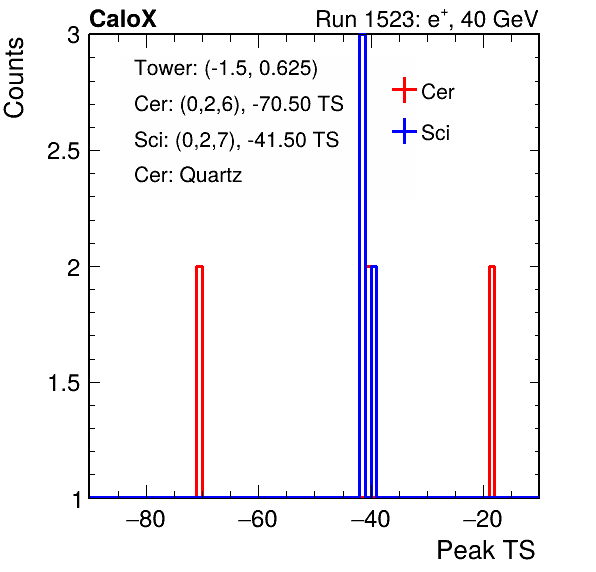 CaloX Run 1523: e+, 40 GeV
Counts
Tower: (-1.5, 0.625)
Cer: (0,2,6), -70.50 TS
Sci: (0,2,7), -41.50 TS
Cer: Quartz
Cer
Sci
3
2.5
2
1.5
1
−80 −60 −40 −20
Peak TS